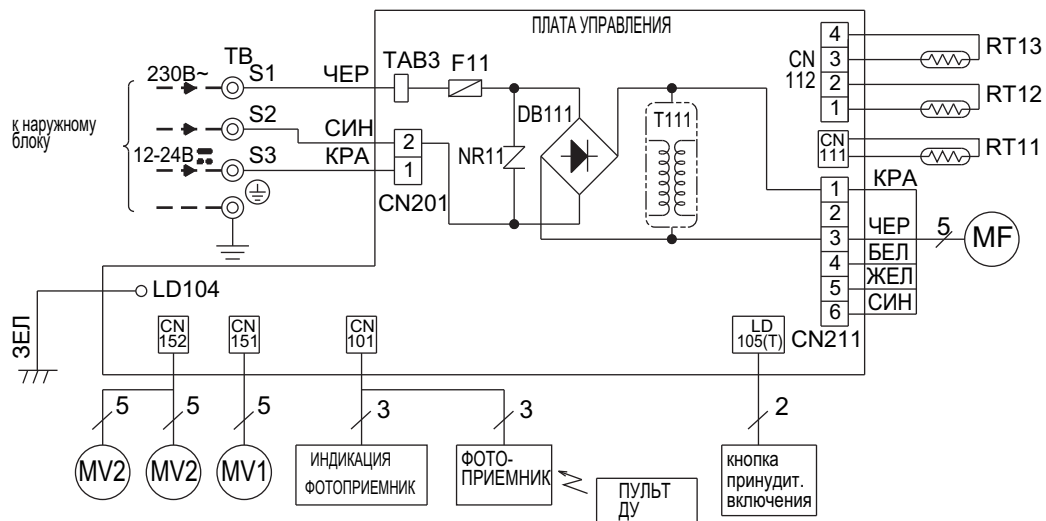 ПЛАТА УПРАВЛЕНИЯ
к наружному
блоку
230В~
12-24В
ТВ
S1
S2
S3
ЧЕР
СИН
КРА
TAB3
F11
2
1
CN201
NR11
DB111
T111
4
3
2
1
CN
112
RT13
RT12
CN
111
RT11
1
2
3
4
5
6
CN211
КРА
ЧЕР
БЕЛ
ЖЕЛ
СИН
5
MF
ЗЕЛ
LD104
CN
152
CN
151
CN
101
LD
105(T)
5
5
5
3
3
2
MV2
MV2
MV1
ИНДИКАЦИЯ
ФОТОПРИЕМНИК
ФОТО-
ПРИЕМНИК
ПУЛЬТ
ДУ
кнопка
принудит.
включения